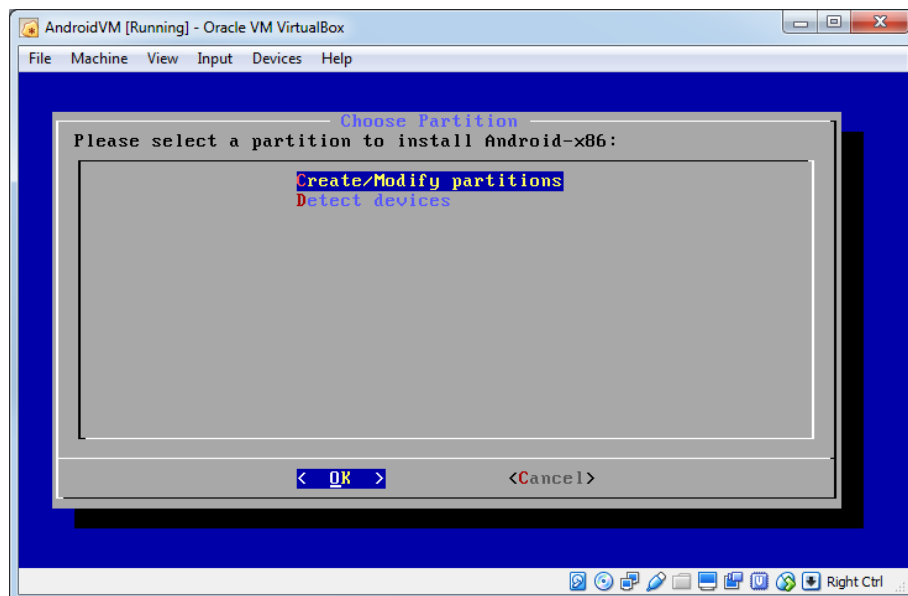 AndroidVM [Running] - Oracle VM VirtualBox
File Machine View Input Devices Help
Choose Partition
Please select a partition to install Android-x86:
Create/Modify partitions
Detect devices
< OK > <Cancel>
Right Ctrl